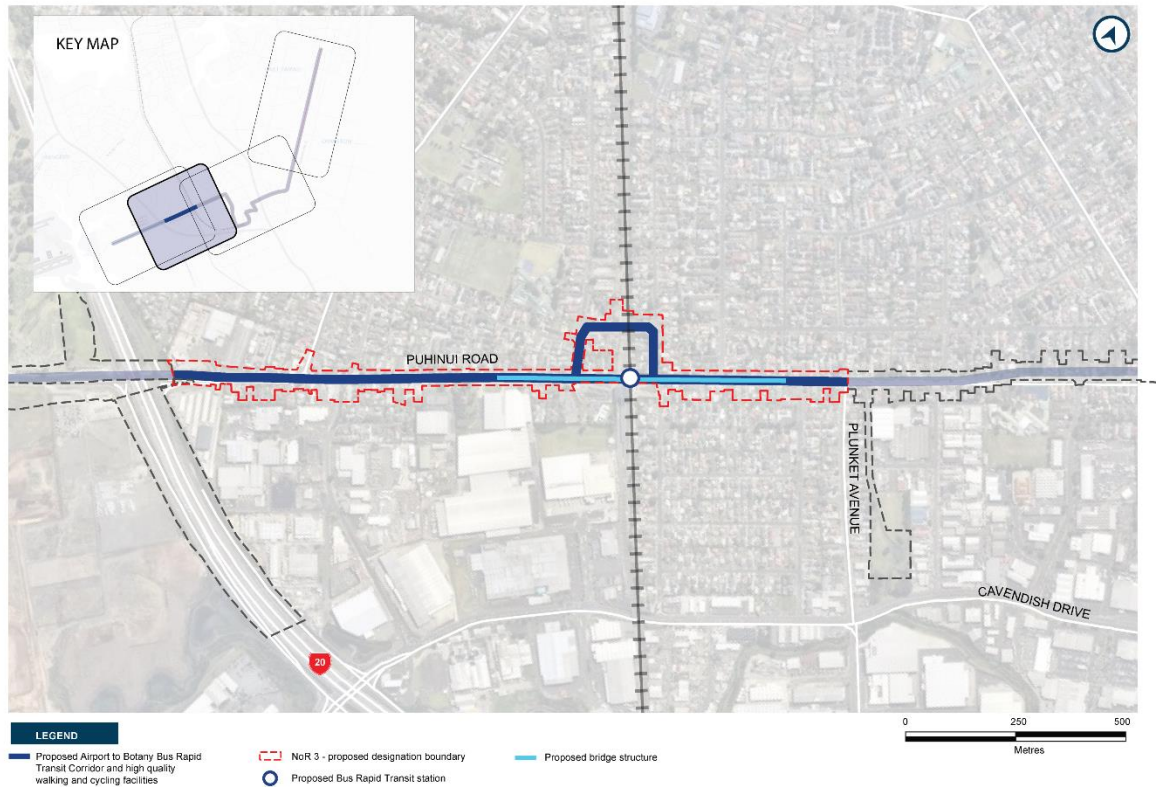 KEY MAP
PUHINUI ROAD
PLUNKET AVENUE
CAVENDISH DRIVE
20
0 250 500
Metres
LEGEND
Proposed Airport to Botany Bus Rapid
Transit Corridor and high quality
walking and cycling facilities
NoR 3 - proposed designation boundary
Proposed Bus Rapid Transit station
Proposed bridge structure